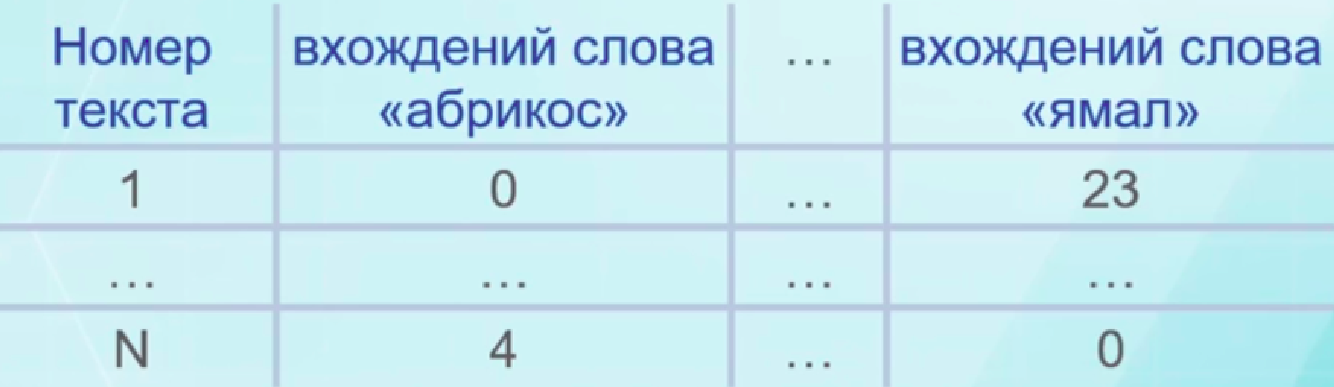 Номер текста вхождений слова «абрикос» … вхождений слова «ямал»
1 0 … 23
… … … …
N 4 … 0